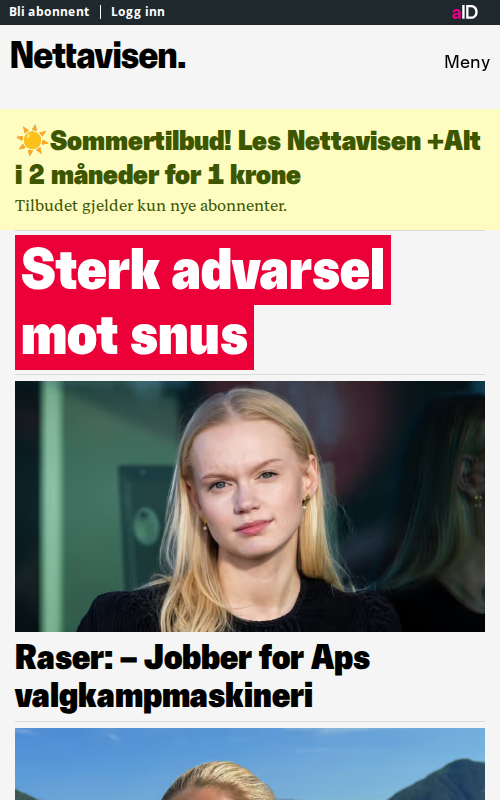 Bli abonnent
Logg inn
aID
Nettavisen.
Meny
☀️Sommertilbud! Les Nettavisen +Alt
i 2 måneder for 1 krone
Tilbudet gjelder kun nye abonnenter.
Sterk advarsel
mot snus
Raser: – Jobber for Aps
valgkampmaskineri